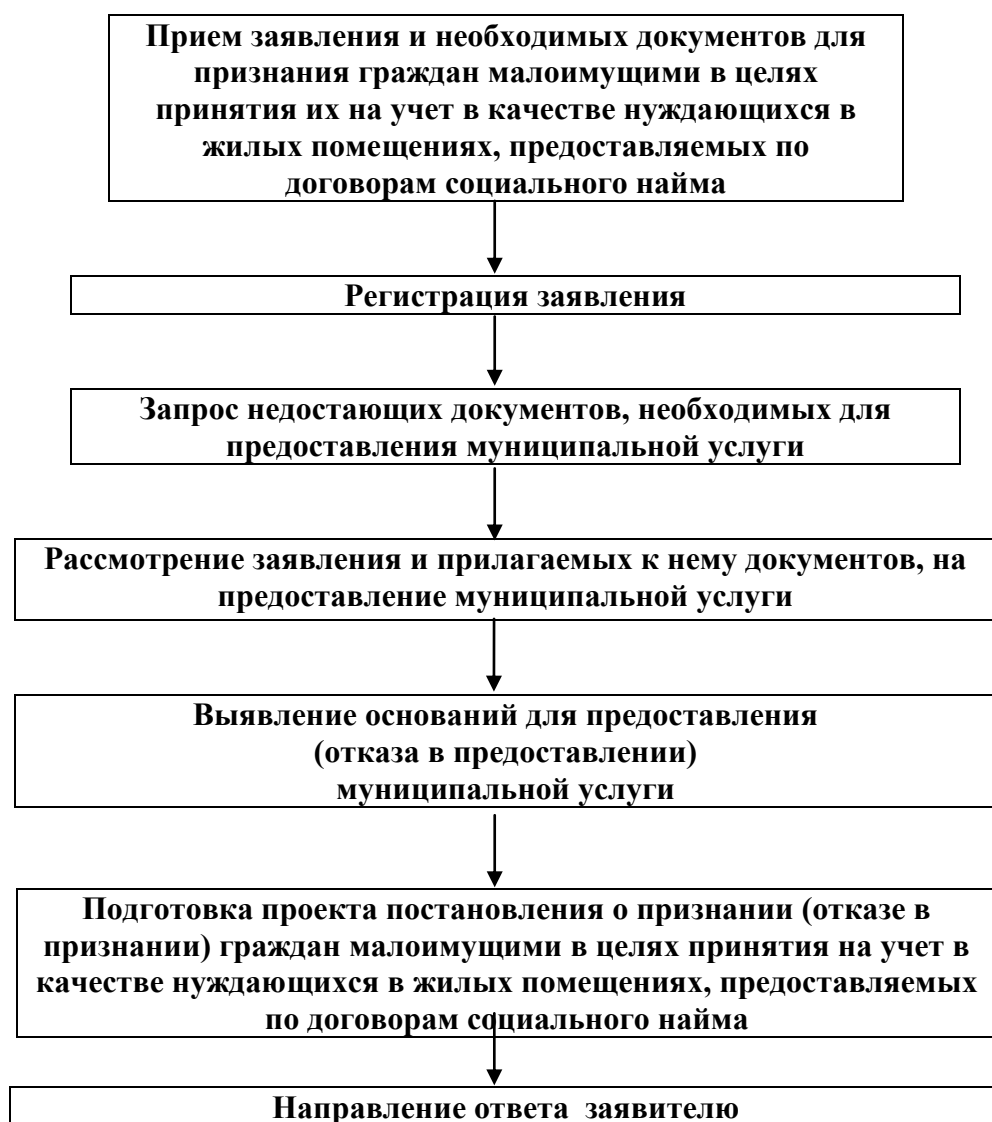 Прием заявления и необходимых документов для
признания граждан малоимущими в целях
принятия их на учет в качестве нуждающихся в
жилых помещениях, предоставляемых по
договорам социального найма
Регистрация заявления
Запрос недостающих документов, необходимых для
предоставления муниципальной услуги
Рассмотрение заявления и прилагаемых к нему документов, на
предоставление муниципальной услуги
Выявление оснований для предоставления
(отказа в предоставлении)
муниципальной услуги
Подготовка проекта постановления о признании (отказе в
признании) граждан малоимущими в целях принятия на учет в
качестве нуждающихся в жилых помещениях, предоставляемых
по договорам социального найма
Направление ответа заявителю